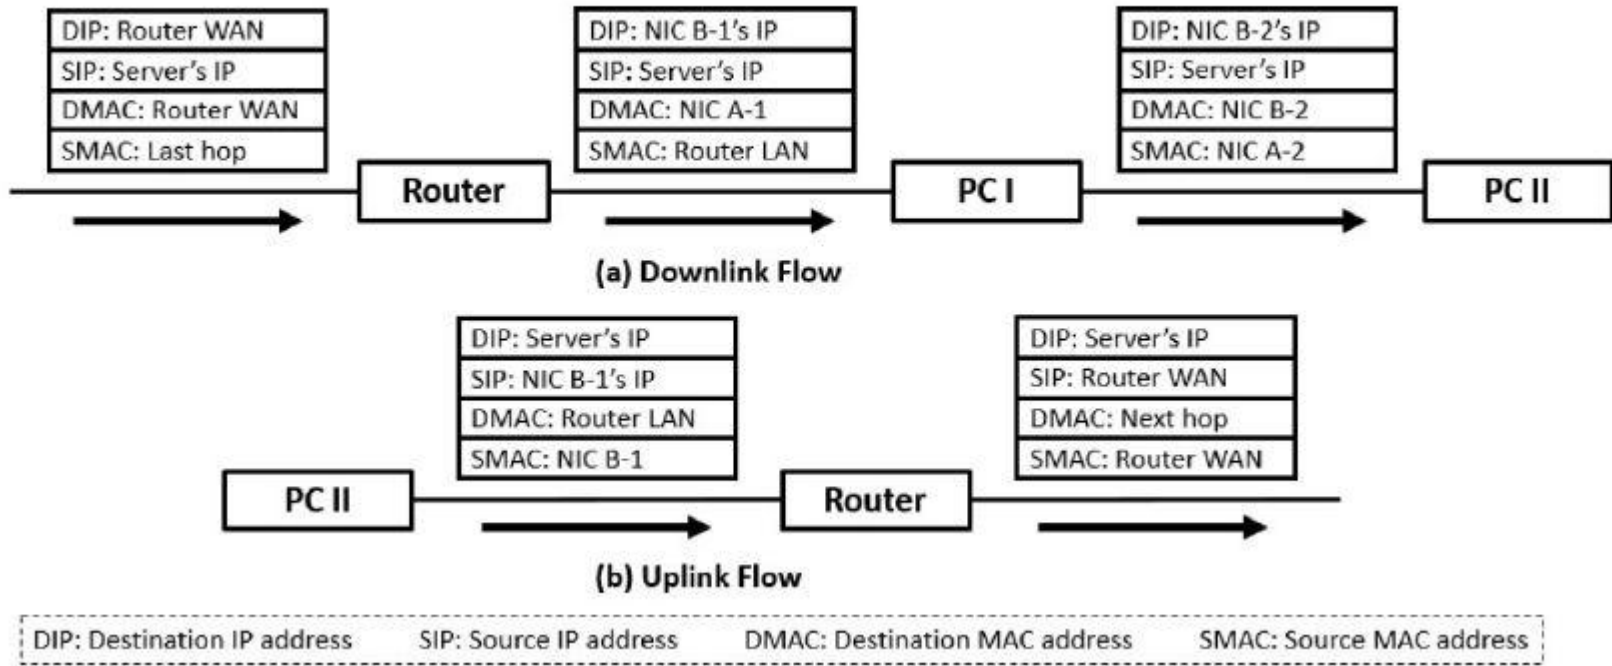 DIP: Router WAN
SIP: Server's IP
DMAC: Router WAN
SMAC: Last hop
DIP: NIC B-1's IP
SIP: Server's IP
DMAC: NIC A-1
SMAC: Router LAN
DIP: NIC B-2's IP
SIP: Server's IP
DMAC: NIC B-2
SMAC: NIC A-2
Router
PC I
PC II
(a) Downlink Flow
DIP: Server's IP
SIP: NIC B-1's IP
DMAC: Router LAN
SMAC: NIC B-1
DIP: Server's IP
SIP: Router WAN
DMAC: Next hop
SMAC: Router WAN
PC II
Router
(b) Uplink Flow
DIP: Destination IP address SIP: Source IP address DMAC: Destination MAC address SMAC: Source MAC address